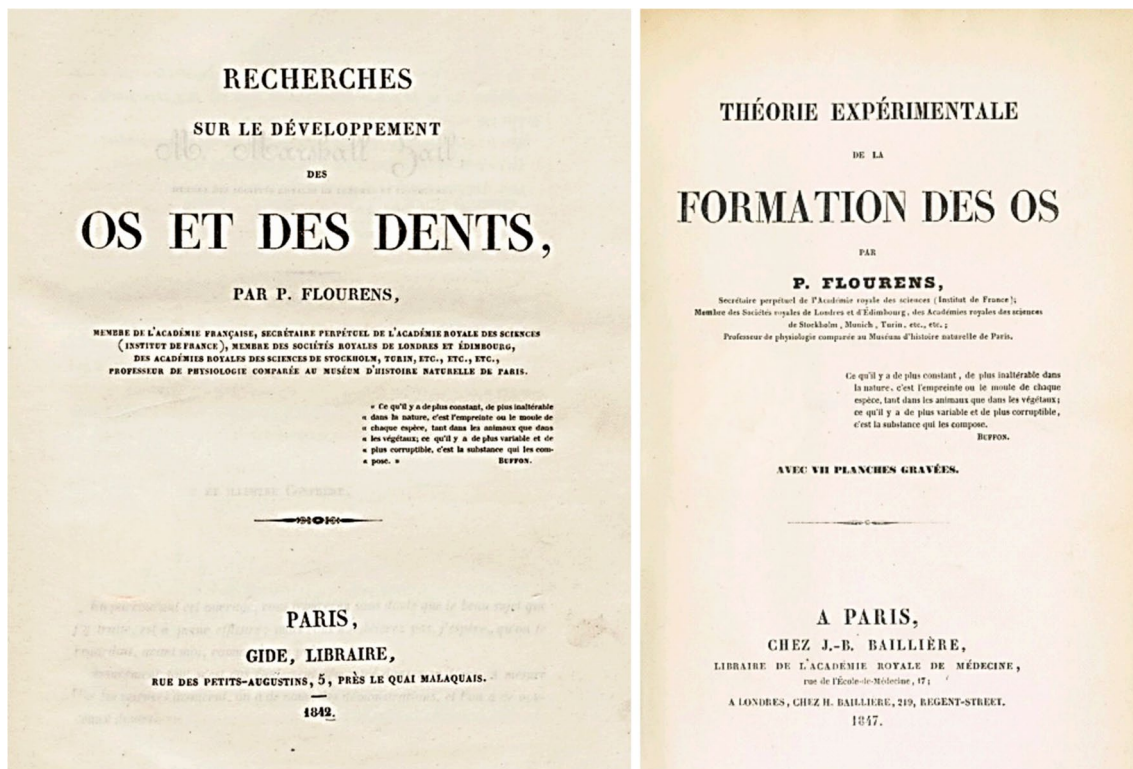 RECHERCHES
SUR LE DÉVELOPPEMENT
DES
OS ET DES DENTS,
PAR P. FLOURENS,
MEMBRE DE L'ACADÉMIE FRANÇAISE, SECRÉTAIRE PERPÉTUEL DE L'ACADÉMIE ROYALE DES SCIENCES
(INSTITUT DE FRANCE), MEMBRE DES SOCIÉTÉS ROYALES DE LONDRES ET ÉDIMBOURG,
DES ACADÉMIES ROYALES DES SCIENCES DE STOCKHOLM, TURIN, ETC., ETC., ETC.,
PROFESSEUR DE PHYSIOLOGIE COMPARÉE AU MUSÉUM D'HISTOIRE NATURELLE DE PARIS.
« Ce qu'il y a de plus constant, de plus inaltérable
« dans la nature, c'est l'empreinte ou le moule de
« chaque espèce, tant dans les animaux que dans
« les végétaux; ce qu'il y a de plus variable et de
« plus corruptible, c'est la substance qui les com-
« pose. » BUFFON.
PARIS,
GIDE, LIBRAIRE,
RUE DES PETITS-AUGUSTINS, 5, PRÈS LE QUAI MALAQUAIS.
1842.
THÉORIE EXPÉRIMENTALE
DE LA
FORMATION DES OS
PAR
P. FLOURENS,
Secrétaire perpétuel de l'Académie royale des sciences (Institut de France);
Membre des Sociétés royales de Londres et d'Édimbourg, des Académies royales des sciences
de Stockholm, Munich, Turin, etc., etc.;
Professeur de physiologie comparée au Muséum d'histoire naturelle de Paris.
Ce qu'il y a de plus constant, de plus inaltérable dans
la nature, c'est l'empreinte ou le moule de chaque
espèce, tant dans les animaux que dans les végétaux;
ce qu'il y a de plus variable et de plus corruptible,
c'est la substance qui les compose.
BUFFON.
AVEC VII PLANCHES GRAVÉES.
A PARIS,
CHEZ J.-B. BAILLIÈRE,
LIBRAIRE DE L'ACADÉMIE ROYALE DE MÉDECINE,
rue de l'École-de-Médecine, 17;
A LONDRES, CHEZ H. BAILLIERE, 219, REGENT-STREET.
1847.